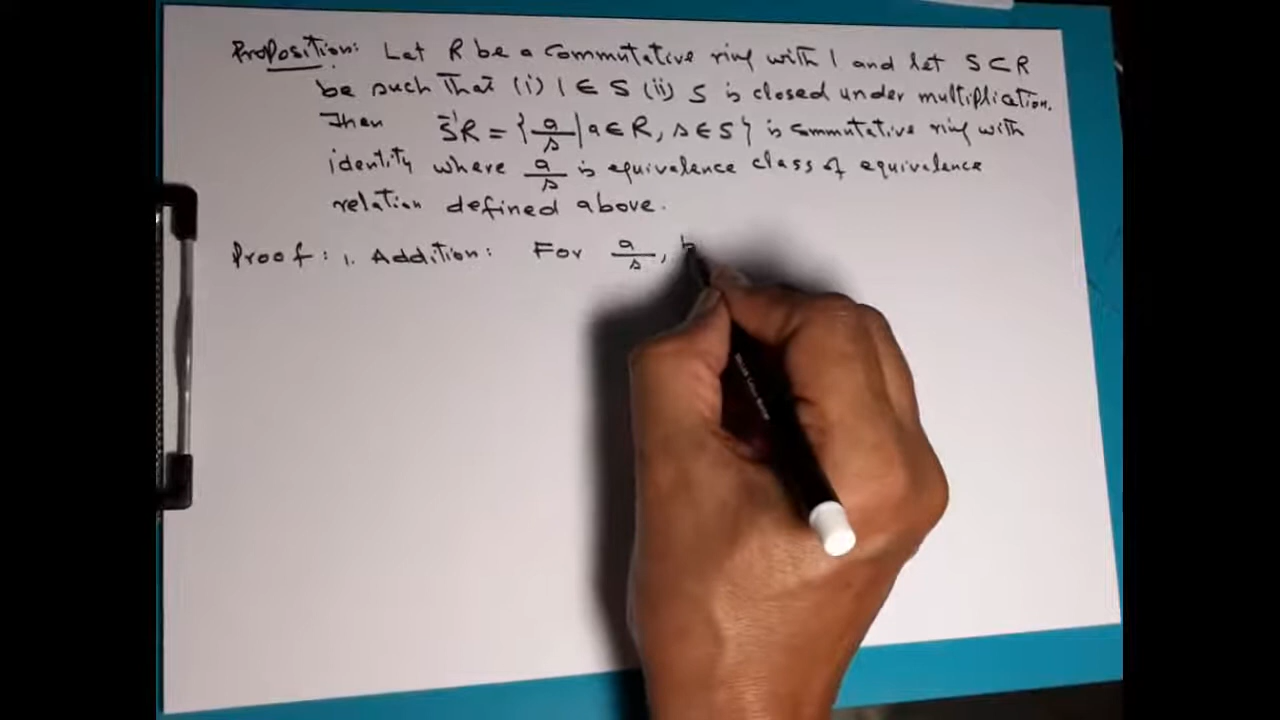 Proposition: Let R be a commutative ring with 1 and let S ⊂ R
be such that (i) 1 ∈ S (ii) S is closed under multiplication.
Then S⁻¹R = { a/s | a ∈ R, s ∈ S } is commutative ring with
identity where a/s is equivalence class of equivalence
relation defined above.
Proof: 1. Addition: For a/s, b